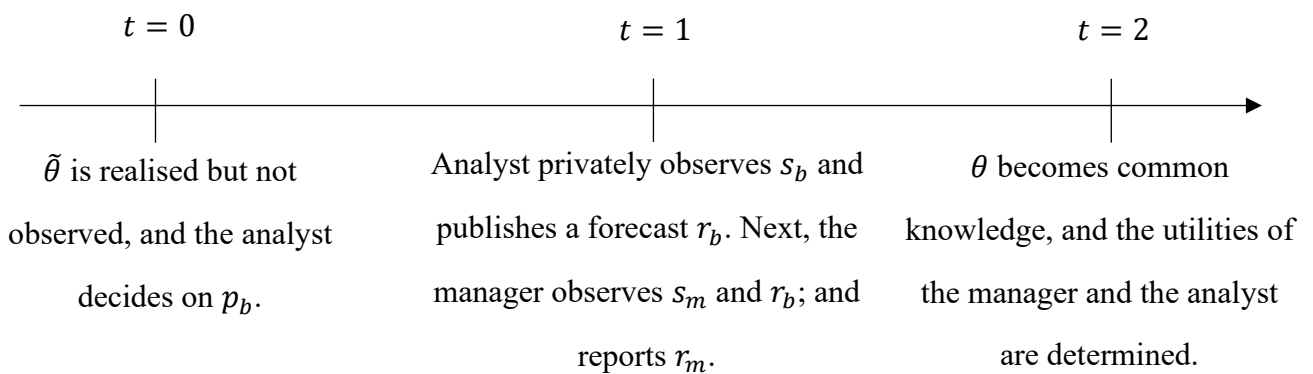 t = 0
t = 1
t = 2
θ̃ is realised but not
observed, and the analyst
decides on p_b.
Analyst privately observes s_b and
publishes a forecast r_b. Next, the
manager observes s_m and r_b; and
reports r_m.
θ becomes common
knowledge, and the utilities of
the manager and the analyst
are determined.